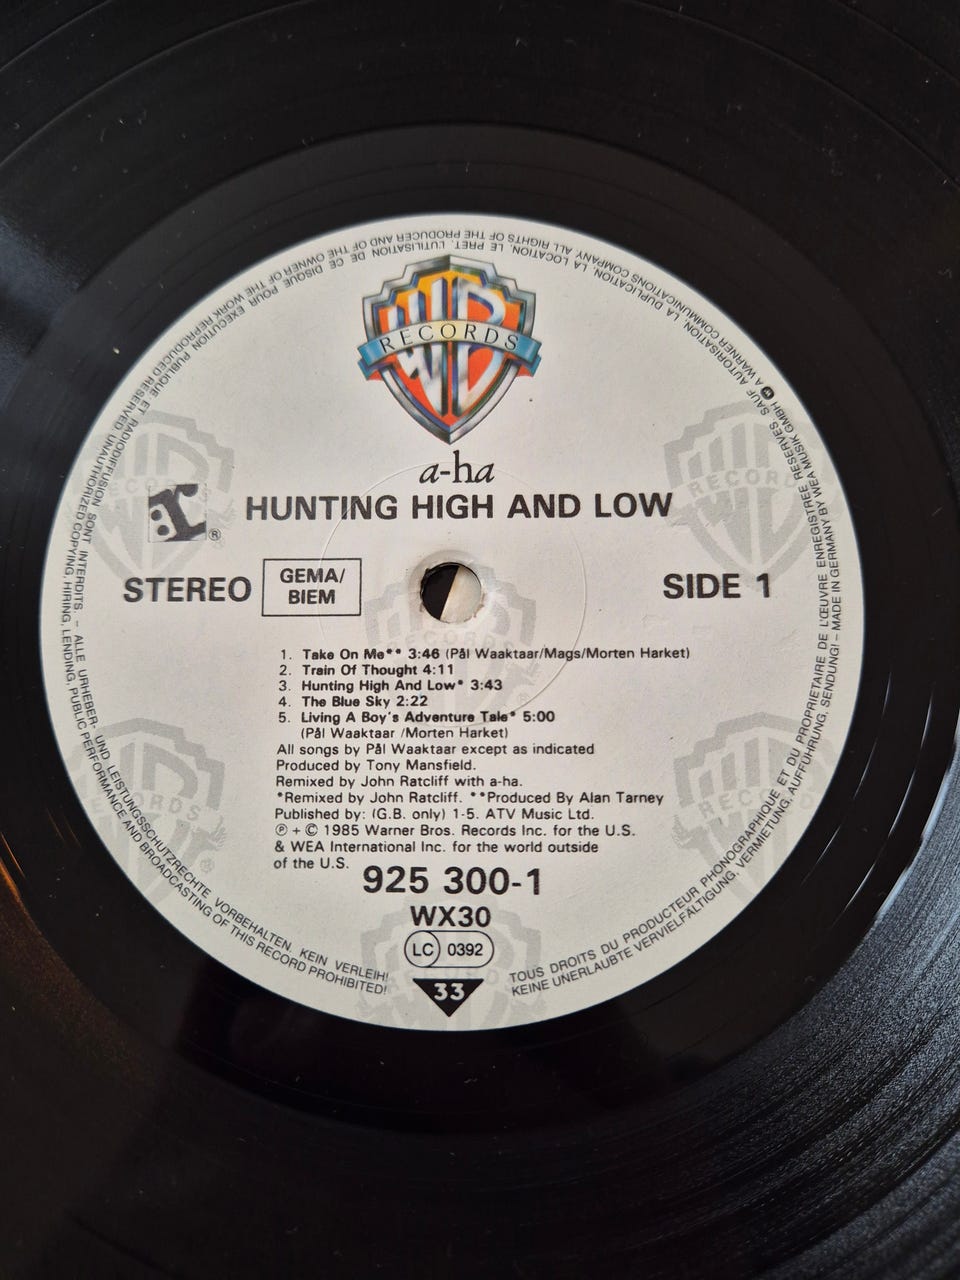 WB
RECORDS
a-ha
HUNTING HIGH AND LOW
r ®
STEREO
GEMA/
BIEM
SIDE 1
1. Take On Me** 3:46 (Pål Waaktaar/Mags/Morten Harket)
2. Train Of Thought 4:11
3. Hunting High And Low* 3:43
4. The Blue Sky 2:22
5. Living A Boy's Adventure Tale* 5:00
(Pål Waaktaar /Morten Harket)
All songs by Pål Waaktaar except as indicated
Produced by Tony Mansfield.
Remixed by John Ratcliff with a-ha.
*Remixed by John Ratcliff. **Produced By Alan Tarney
Published by: (G.B. only) 1-5. ATV Music Ltd.
℗ + © 1985 Warner Bros. Records Inc. for the U.S.
& WEA International Inc. for the world outside
of the U.S.
925 300-1
WX30
LC 0392
33
TOUS DROITS DU PRODUCTEUR PHONOGRAPHIQUE ET DU PROPRIETAIRE DE L'ŒUVRE ENREGISTREE RESERVES. SAUF AUTORISATION, LA DUPLICATION, LA LOCATION, LE PRET, L'UTILISATION DE CE DISQUE POUR EXECUTION PUBLIQUE ET RADIODIFFUSION SONT INTERDITS. – ALLE URHEBER- UND LEISTUNGSSCHUTZRECHTE VORBEHALTEN. KEIN VERLEIH!
KEINE UNERLAUBTE VERVIELFÄLTIGUNG, VERMIETUNG, AUFFÜHRUNG, SENDUNG! – MADE IN GERMANY BY WEA MUSIK GMBH A WARNER COMMUNICATIONS COMPANY. ALL RIGHTS OF THE PRODUCER AND OF THE OWNER OF THE WORK REPRODUCED RESERVED. UNAUTHORIZED COPYING, HIRING, LENDING, PUBLIC PERFORMANCE AND BROADCASTING OF THIS RECORD PROHIBITED!